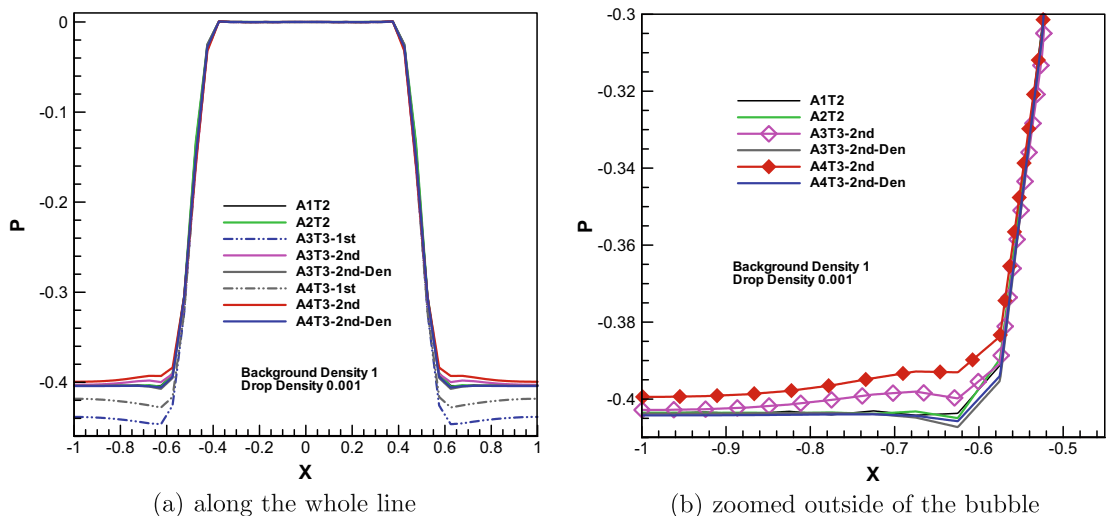 P
0
-0.1
-0.2
-0.3
-0.4
A1T2
A2T2
A3T3-1st
A3T3-2nd
A3T3-2nd-Den
A4T3-1st
A4T3-2nd
A4T3-2nd-Den
Background Density 1
Drop Density 0.001
-1 -0.8 -0.6 -0.4 -0.2 0 0.2 0.4 0.6 0.8 1
X
(a) along the whole line
P
-0.3
-0.32
-0.34
-0.36
-0.38
-0.4
A1T2
A2T2
A3T3-2nd
A3T3-2nd-Den
A4T3-2nd
A4T3-2nd-Den
Background Density 1
Drop Density 0.001
-1 -0.9 -0.8 -0.7 -0.6 -0.5
X
(b) zoomed outside of the bubble